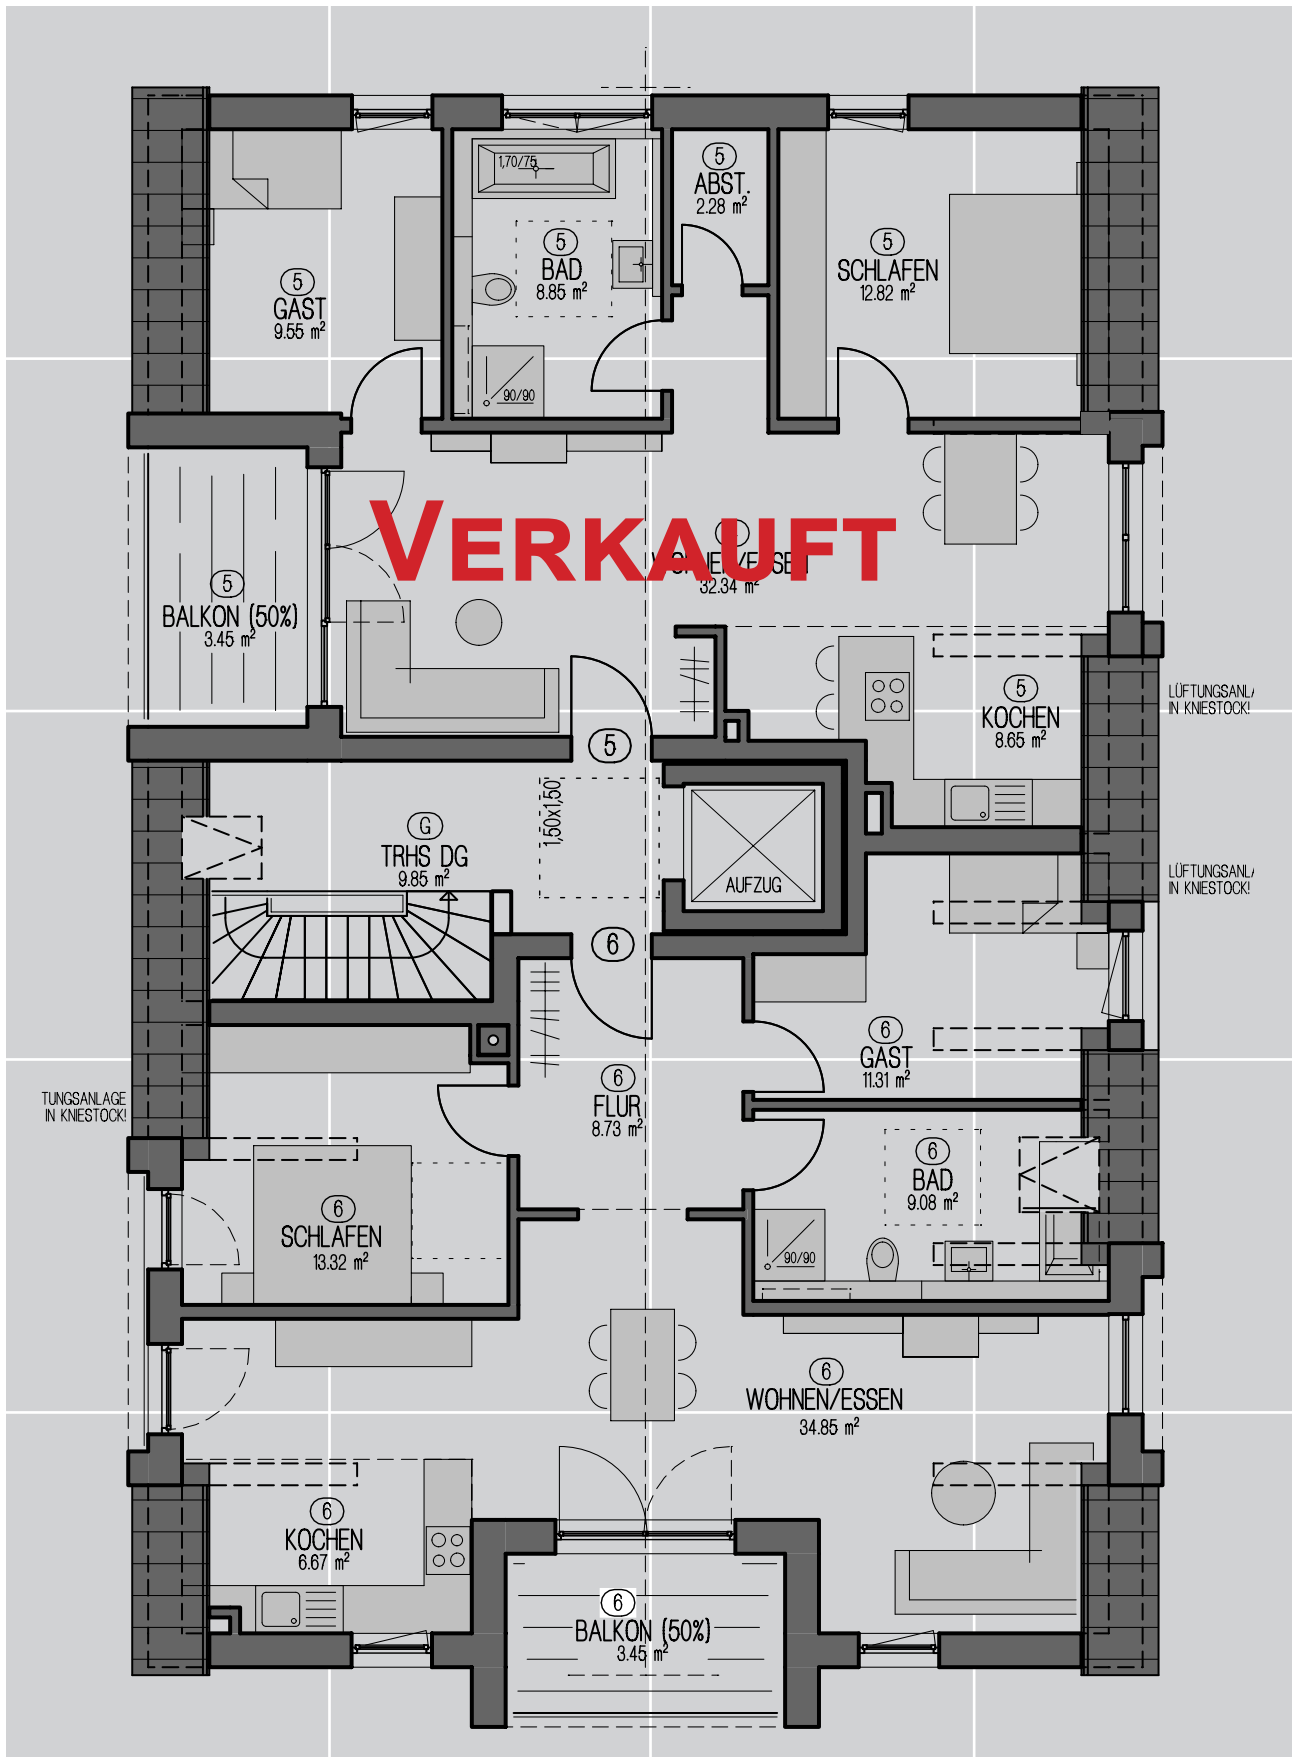 1,70/75
5
ABST.
2.28 m²
5
BAD
8.85 m²
5
SCHLAFEN
12.82 m²
5
GAST
9.55 m²
90/90
VERKAUFT
WOHNEN/ESSEN
32.34 m²
5
BALKON (50%)
3.45 m²
5
KOCHEN
8.65 m²
LÜFTUNGSANL
IN KNIESTOCK!
5
1,50x1,50
G
TRHS DG
9.85 m²
AUFZUG
LÜFTUNGSANL
IN KNIESTOCK!
6
6
GAST
11.31 m²
6
FLUR
8.73 m²
TUNGSANLAGE
IN KNIESTOCK!
6
BAD
9.08 m²
6
SCHLAFEN
13.32 m²
90/90
6
WOHNEN/ESSEN
34.85 m²
6
KOCHEN
6.67 m²
6
BALKON (50%)
3.45 m²